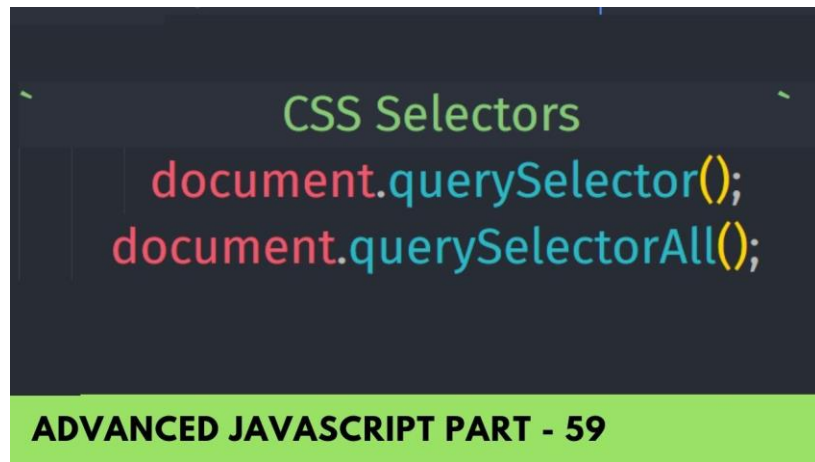 ` CSS Selectors `
document.querySelector();
document.querySelectorAll();
ADVANCED JAVASCRIPT PART - 59